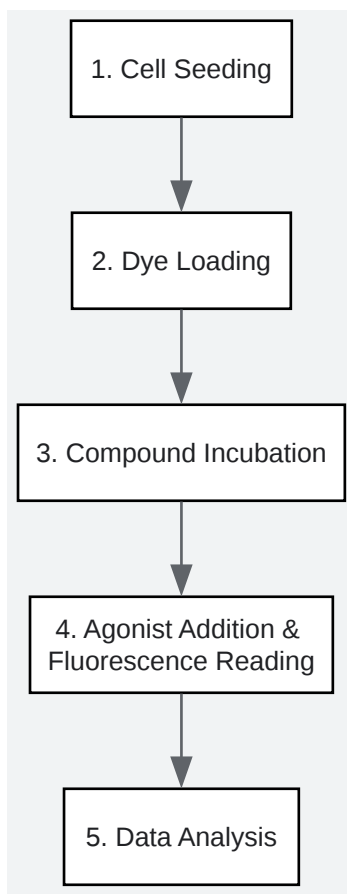 1. Cell Seeding
2. Dye Loading
3. Compound Incubation
4. Agonist Addition &
Fluorescence Reading
5. Data Analysis